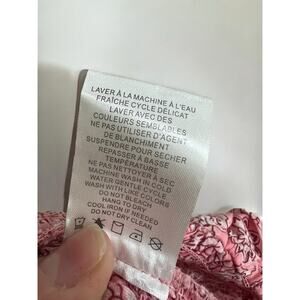 LAVER À LA MACHINE À L'EAU
FRAÎCHE CYCLE DÉLICAT
LAVER AVEC DES
COULEURS SEMBLABLES
NE PAS UTILISER D'AGENT
DE BLANCHIMENT
SUSPENDRE POUR SÉCHER
REPASSER À BASSE
TEMPÉRATURE
NE PAS NETTOYER À SEC
MACHINE WASH IN COLD
WATER GENTLE CYCLE
WASH WITH LIKE COLORS
DO NOT BLEACH
HANG TO DRY
COOL IRON IF NEEDED
DO NOT DRY CLEAN